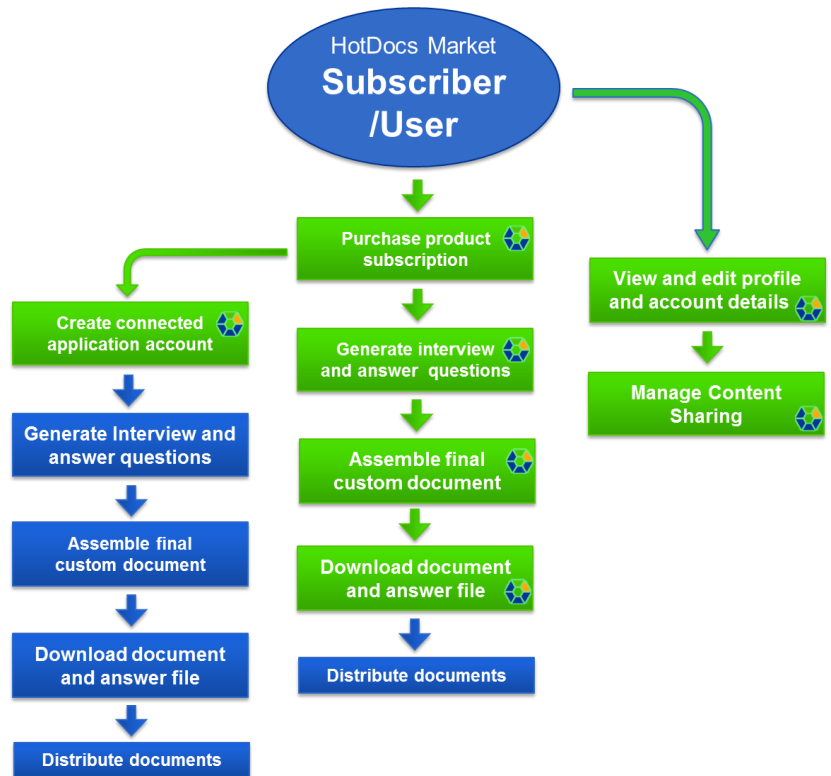 HotDocs Market
Subscriber
/User
Purchase product
subscription
View and edit profile
and account details
Create connected
application account
Generate interview
and answer questions
Manage Content
Sharing
Generate Interview and
answer questions
Assemble final
custom document
Assemble final
custom document
Download document
and answer file
Download document
and answer file
Distribute documents
Distribute documents